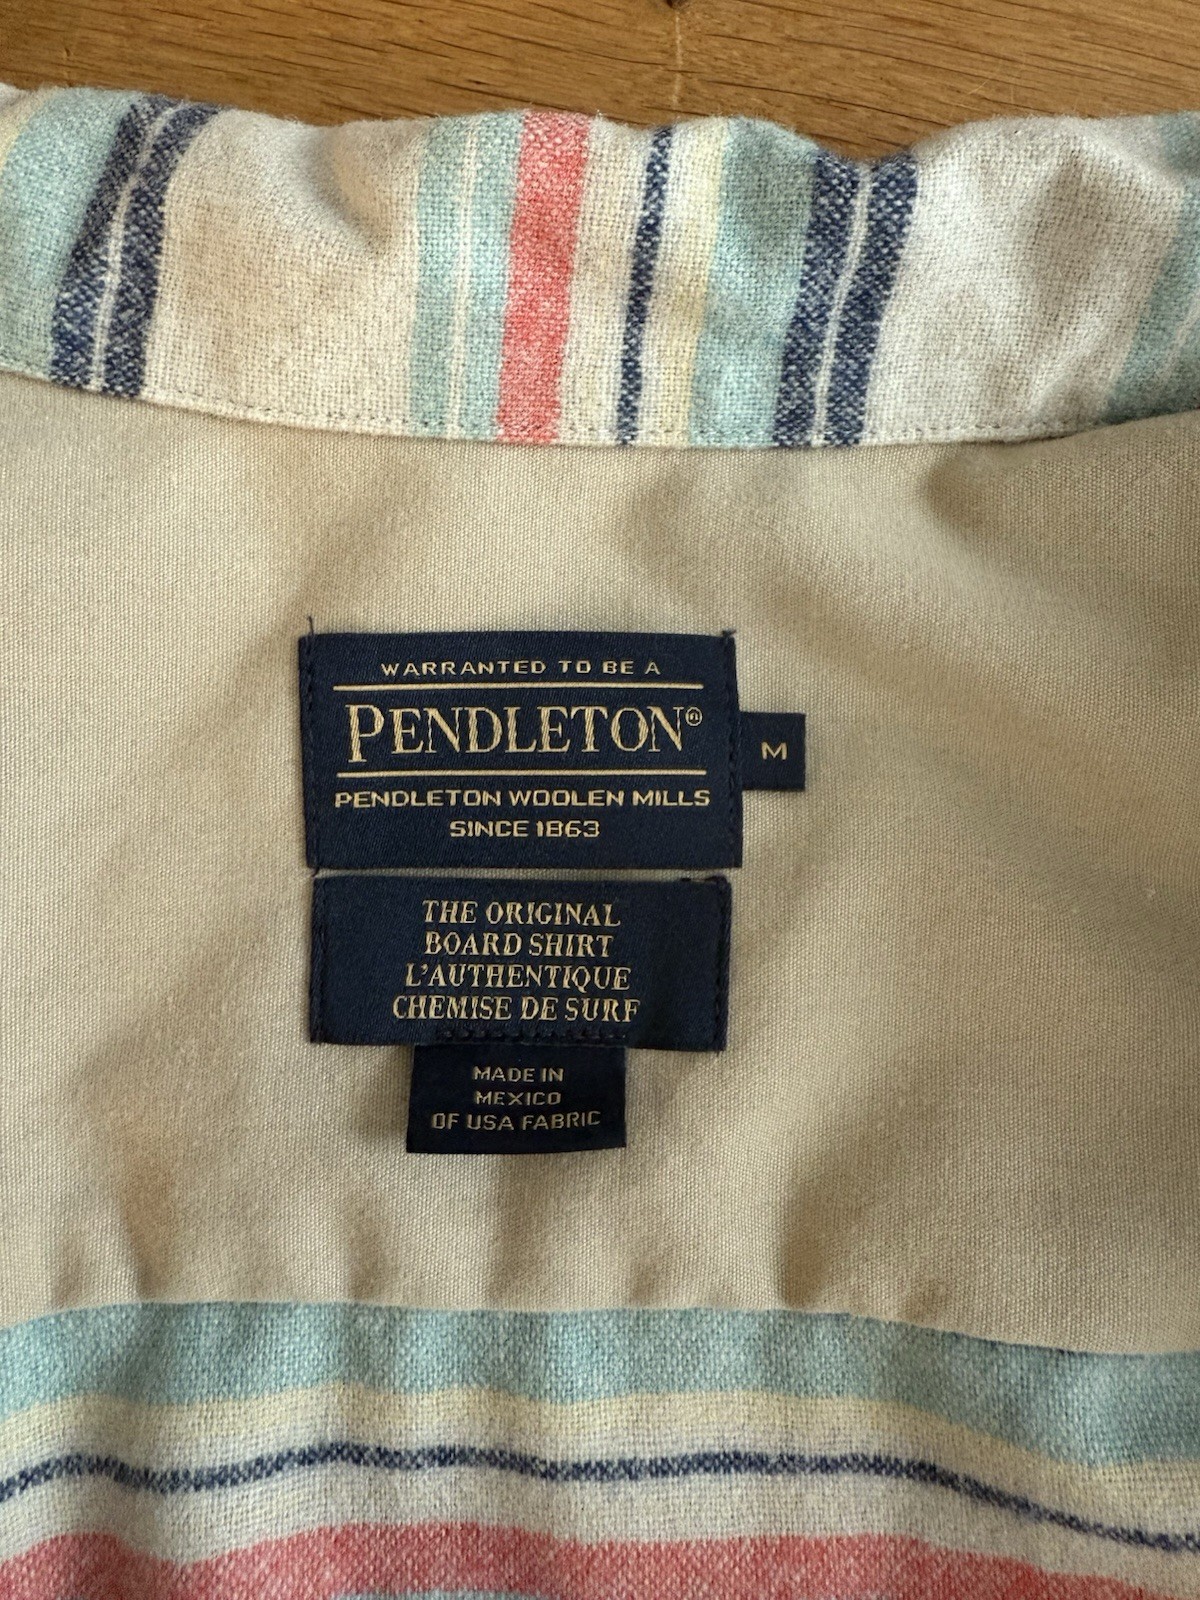 WARRANTED TO BE A
PENDLETON®
M
PENDLETON WOOLEN MILLS
SINCE 1863
THE ORIGINAL
BOARD SHIRT
L'AUTHENTIQUE
CHEMISE DE SURF
MADE IN
MEXICO
OF USA FABRIC